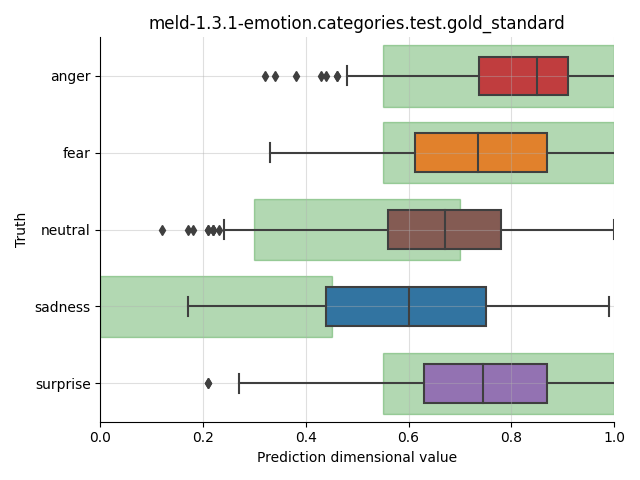 meld-1.3.1-emotion.categories.test.gold_standard
Truth
anger
fear
neutral
sadness
surprise
0.0 0.2 0.4 0.6 0.8 1.0
Prediction dimensional value